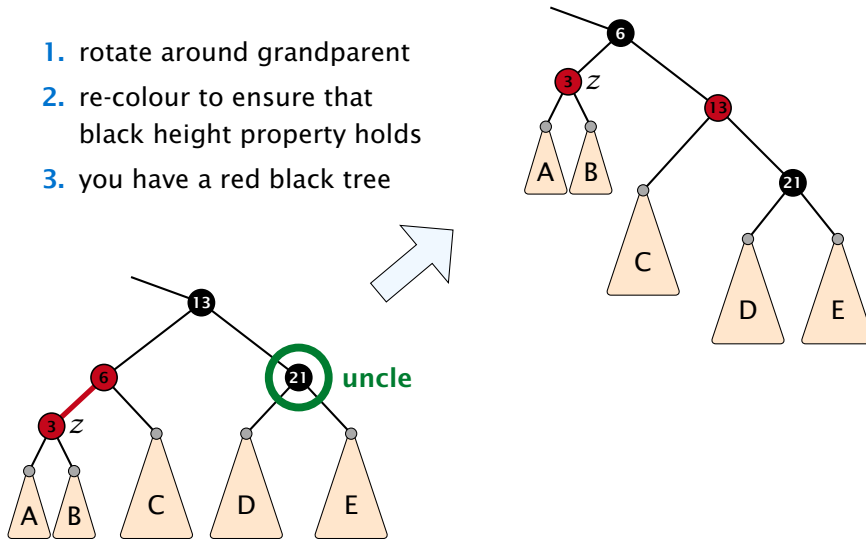 1. rotate around grandparent
2. re-colour to ensure that
black height property holds
3. you have a red black tree
6
3 z
13
A B
21
C
D E
13
6
21 uncle
3 z
A B C D E